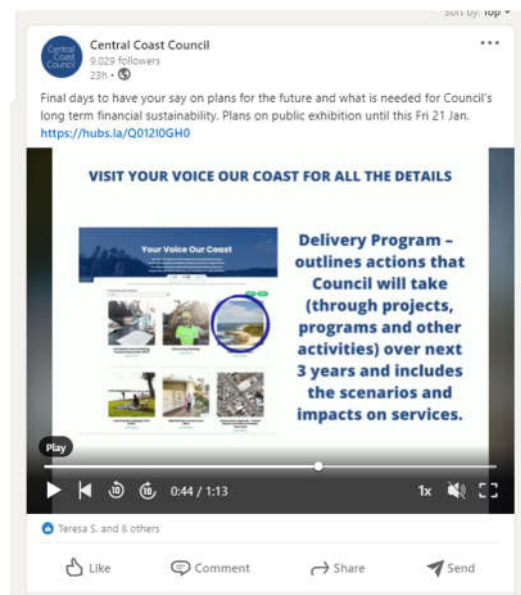 Sort by: Top
Central
Coast
Council
Central Coast Council
9,029 followers
23h •
Final days to have your say on plans for the future and what is needed for Council's
long term financial sustainability. Plans on public exhibition until this Fri 21 Jan.
https://hubs.la/Q012l0GH0
VISIT YOUR VOICE OUR COAST FOR ALL THE DETAILS
Your Voice Our Coast
Delivery Program –
outlines actions that
Council will take
(through projects,
programs and other
activities) over next
3 years and includes
the scenarios and
impacts on services.
Play
10
10
0:44 / 1:13
1x
Teresa S. and 8 others
Like
Comment
Share
Send